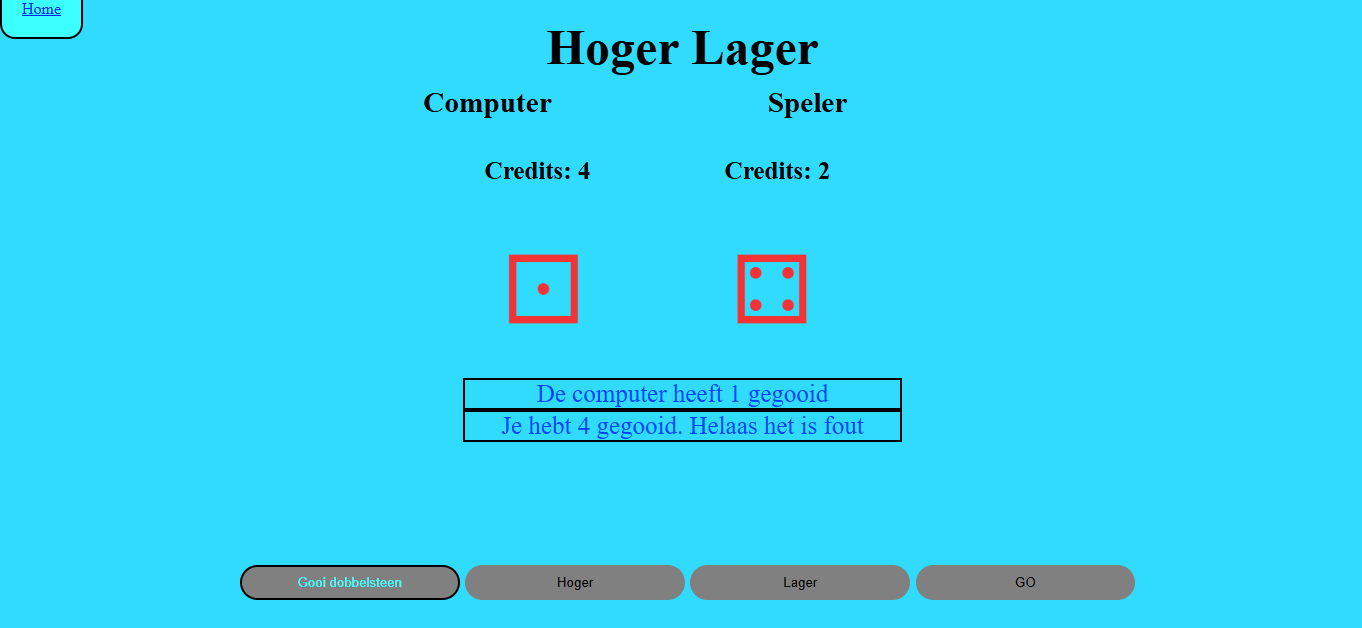 Home
Hoger Lager
Computer Speler
Credits: 4 Credits: 2
De computer heeft 1 gegooid
Je hebt 4 gegooid. Helaas het is fout
Gooi dobbelsteen Hoger Lager GO